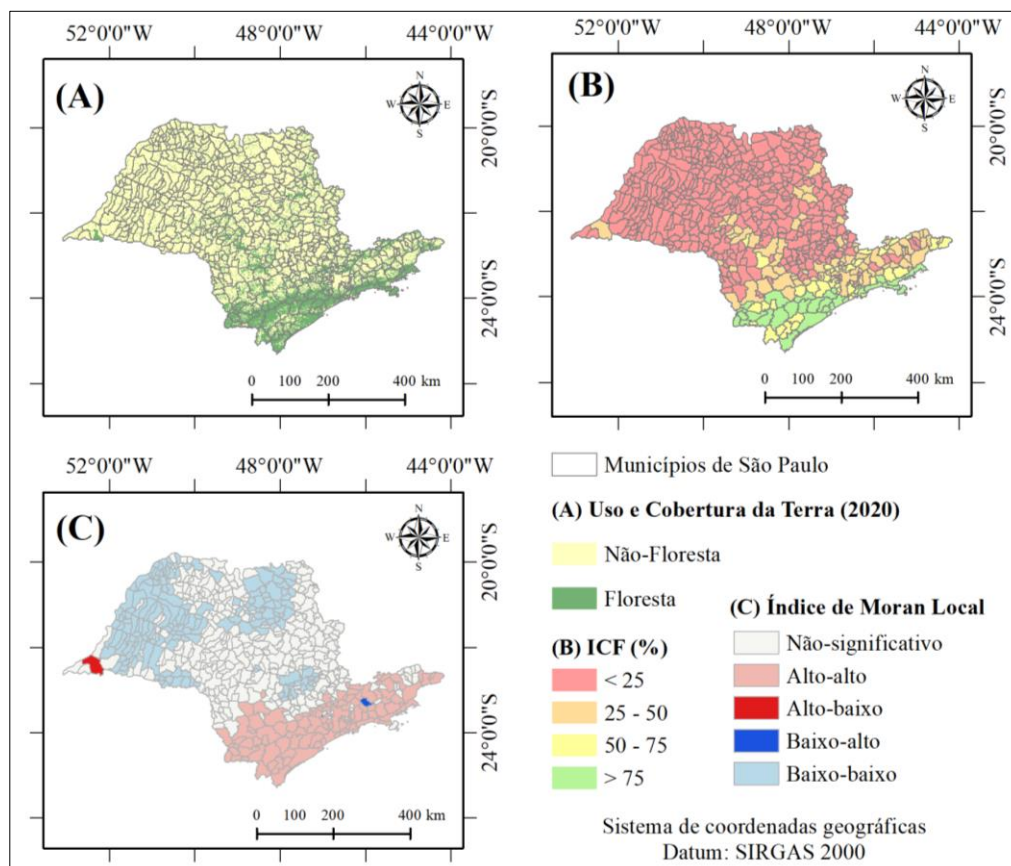 52°0'0"W 48°0'0"W 44°0'0"W
(A)
N
W E
S
20°0'0"S
24°0'0"S
0 100 200 400 km
52°0'0"W 48°0'0"W 44°0'0"W
(B)
N
W E
S
20°0'0"S
24°0'0"S
0 100 200 400 km
52°0'0"W 48°0'0"W 44°0'0"W
(C)
N
W E
S
20°0'0"S
24°0'0"S
0 100 200 400 km
Municípios de São Paulo
(A) Uso e Cobertura da Terra (2020)
Não-Floresta
Floresta
(B) ICF (%)
< 25
25 - 50
50 - 75
> 75
(C) Índice de Moran Local
Não-significativo
Alto-alto
Alto-baixo
Baixo-alto
Baixo-baixo
Sistema de coordenadas geográficas
Datum: SIRGAS 2000